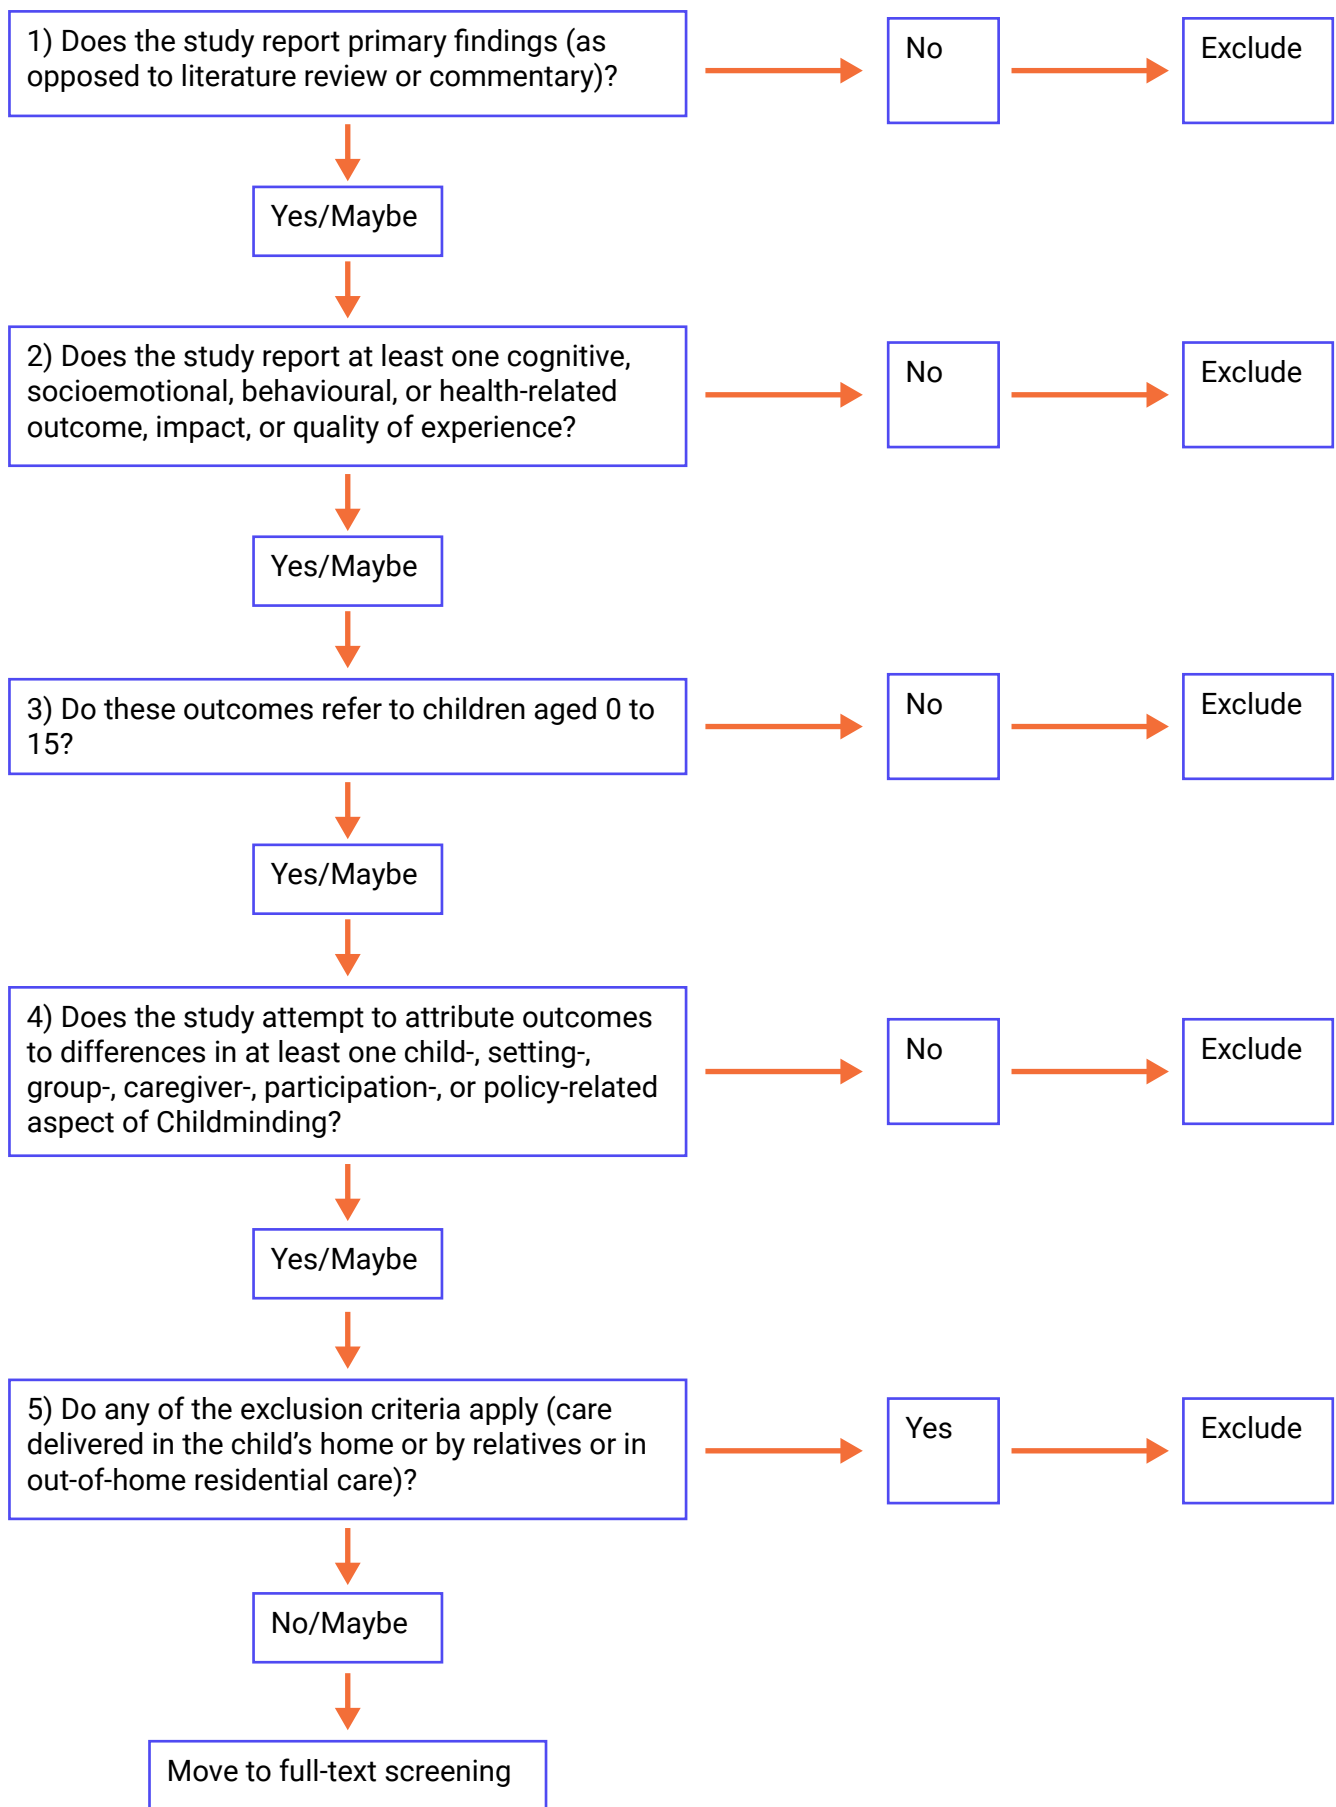 1) Does the study report primary findings (as
opposed to literature review or commentary)?
No
Exclude
Yes/Maybe
2) Does the study report at least one cognitive,
socioemotional, behavioural, or health-related
outcome, impact, or quality of experience?
No
Exclude
Yes/Maybe
3) Do these outcomes refer to children aged 0 to
15?
No
Exclude
Yes/Maybe
4) Does the study attempt to attribute outcomes
to differences in at least one child-, setting-,
group-, caregiver-, participation-, or policy-related
aspect of Childminding?
No
Exclude
Yes/Maybe
5) Do any of the exclusion criteria apply (care
delivered in the child’s home or by relatives or in
out-of-home residential care)?
Yes
Exclude
No/Maybe
Move to full-text screening